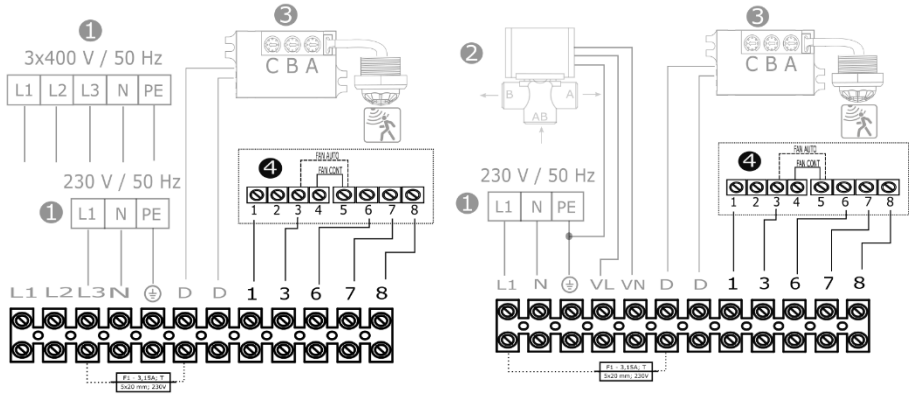 1
3x400 V / 50 Hz
L1 L2 L3 N PE
230 V / 50 Hz
1
L1 N PE
3
C B A
4
FAN AUTO
FAN CONT
1 2 3 4 5 6 7 8
L1 L2 L3 N D D 1 3 6 7 8
F1 - 3,15A; T
5x20 mm; 230V
2
B A
AB
3
C B A
230 V / 50 Hz
1
L1 N PE
4
FAN AUTO
FAN CONT
1 2 3 4 5 6 7 8
L1 N VL VN D D 1 3 6 7 8
F1 - 3,15A; T
5x20 mm; 230V